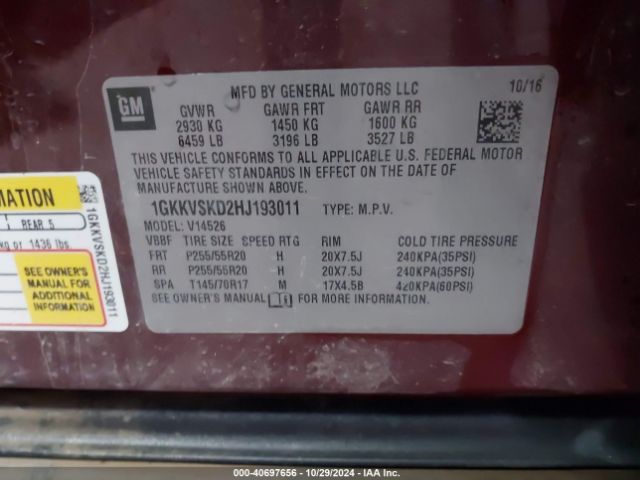 GM
MFD BY GENERAL MOTORS LLC 10/16
GVWR GAWR FRT GAWR RR
2930 KG 1450 KG 1600 KG
6459 LB 3196 LB 3527 LB
THIS VEHICLE CONFORMS TO ALL APPLICABLE U.S. FEDERAL MOTOR
VEHICLE SAFETY STANDARDS IN EFFECT ON THE DATE OF
MANUFACTURE SHOWN ABOVE.
1GKKVSKD2HJ193011 TYPE: M.P.V.
MODEL: V14526
VBBF TIRE SIZE SPEED RTG RIM COLD TIRE PRESSURE
FRT P255/55R20 H 20X7.5J 240KPA(35PSI)
RR P255/55R20 H 20X7.5J 240KPA(35PSI)
SPA T145/70R17 M 17X4.5B 420KPA(60PSI)
SEE OWNER'S MANUAL FOR MORE INFORMATION.
REAR 5
kg or 1436 lbs.
SEE OWNER'S
MANUAL FOR
ADDITIONAL
INFORMATION
1GKKVSKD2HJ193011
000-40697656 - 10/29/2024 - IAA Inc.